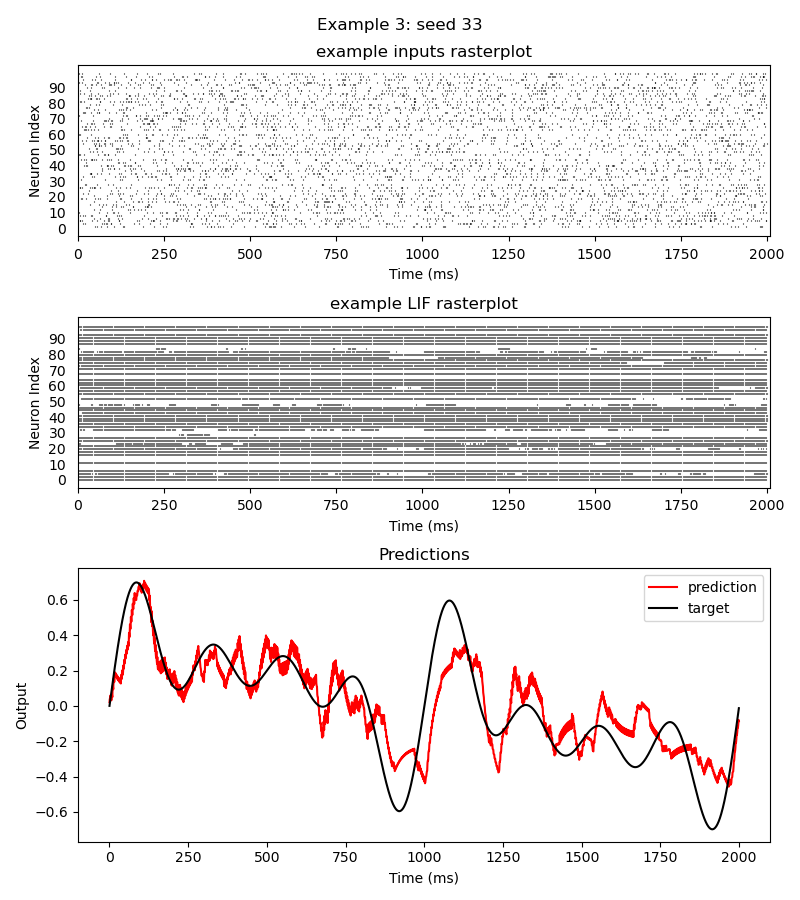 Example 3: seed 33
example inputs rasterplot
Neuron Index
90
80
70
60
50
40
30
20
10
0
0 250 500 750 1000 1250 1500 1750 2000
Time (ms)
example LIF rasterplot
Neuron Index
90
80
70
60
50
40
30
20
10
0
0 250 500 750 1000 1250 1500 1750 2000
Time (ms)
Predictions
Output
0.6
0.4
0.2
0.0
−0.2
−0.4
−0.6
prediction
target
0 250 500 750 1000 1250 1500 1750 2000
Time (ms)